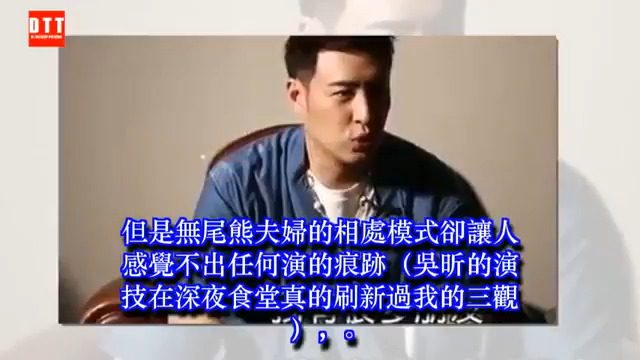 DTT
但是無尾熊夫婦的相處模式卻讓人
感覺不出任何演的痕跡（吳昕的演
技在深夜食堂真的刷新過我的三觀
），。